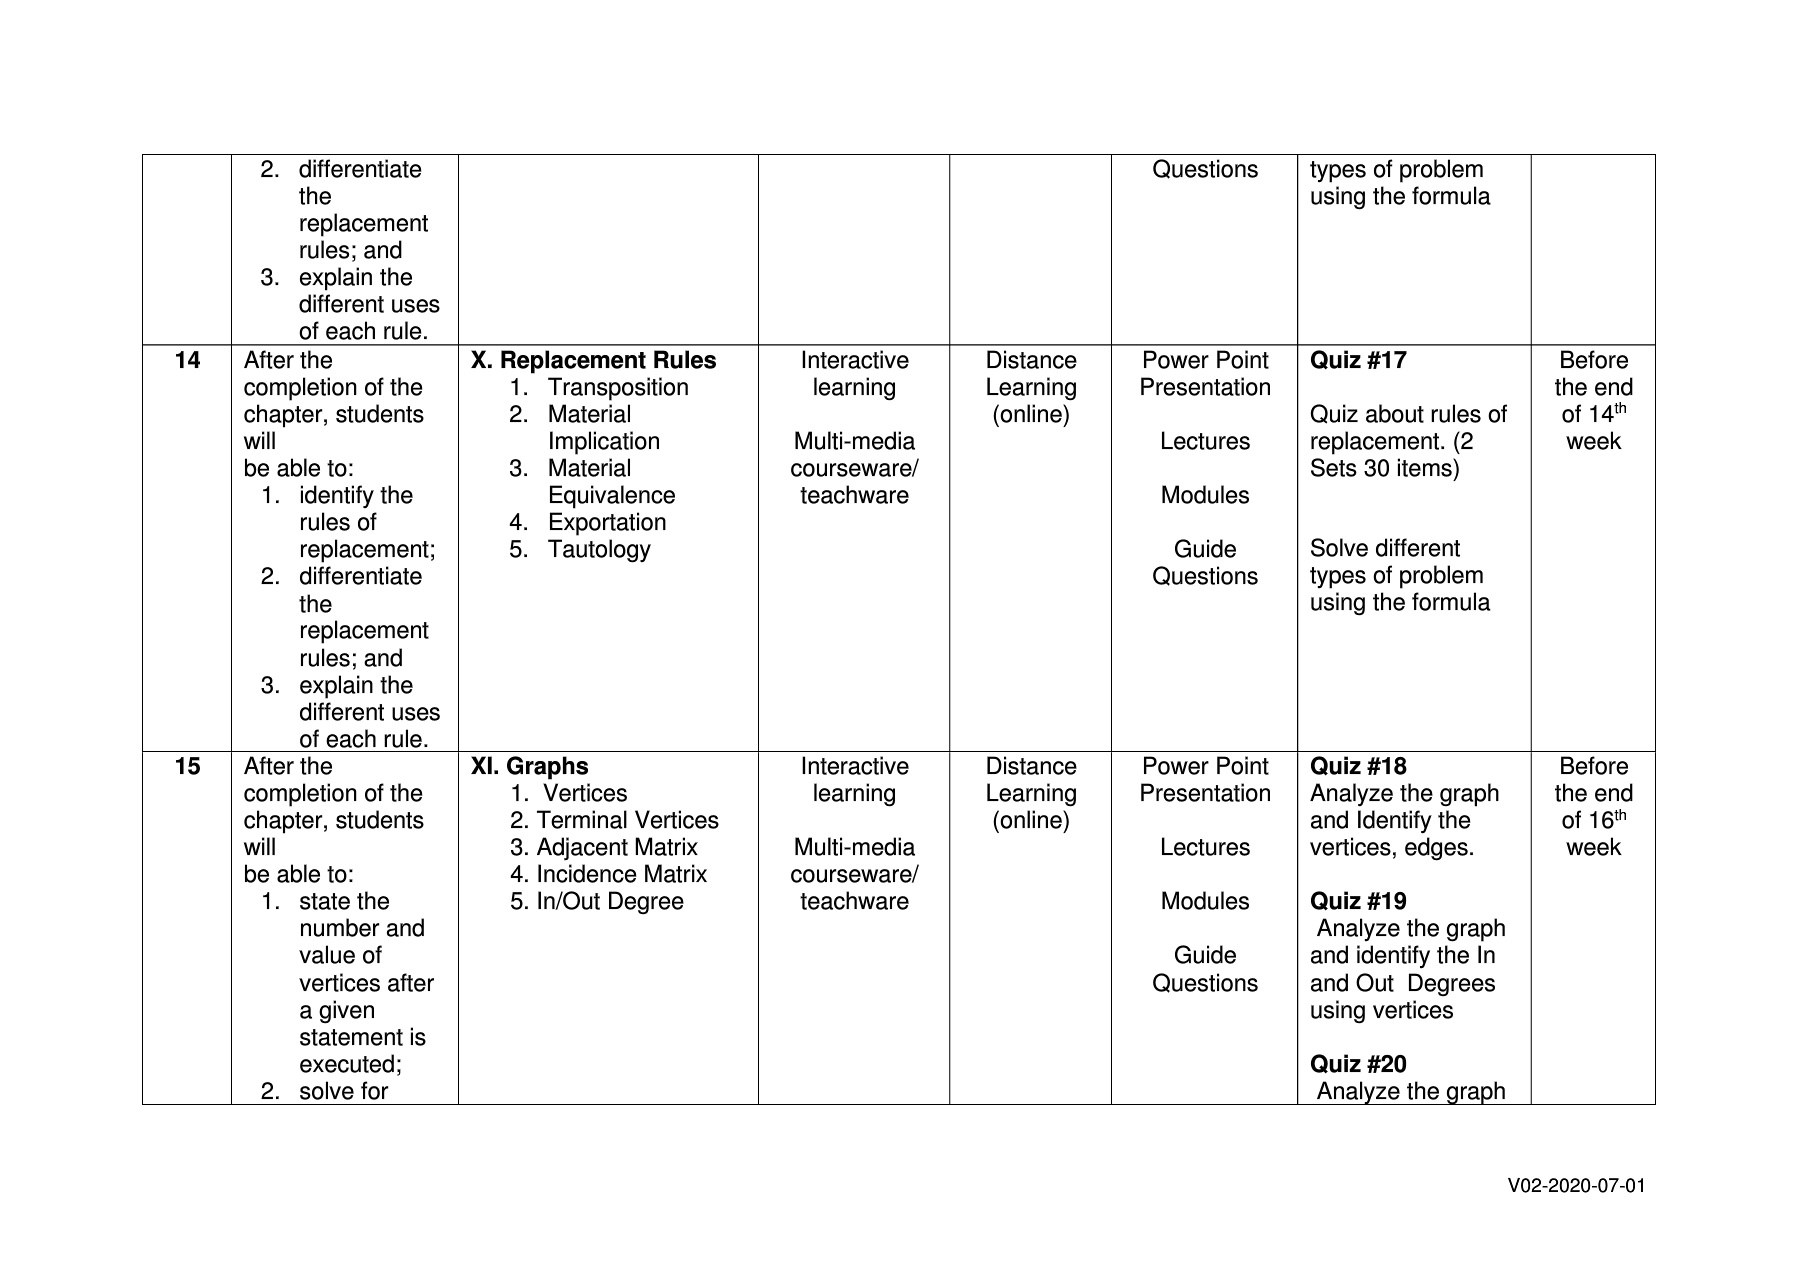 2. differentiate
the
replacement
rules; and
3. explain the
different uses
of each rule.
Questions
types of problem
using the formula
14
After the
completion of the
chapter, students
will
be able to:
1. identify the
rules of
replacement;
2. differentiate
the
replacement
rules; and
3. explain the
different uses
of each rule.
X. Replacement Rules
1. Transposition
2. Material
Implication
3. Material
Equivalence
4. Exportation
5. Tautology
Interactive
learning
Multi-media
courseware/
teachware
Distance
Learning
(online)
Power Point
Presentation
Lectures
Modules
Guide
Questions
Quiz #17
Quiz about rules of
replacement. (2
Sets 30 items)
Solve different
types of problem
using the formula
Before
the end
of 14th
week
15
After the
completion of the
chapter, students
will
be able to:
1. state the
number and
value of
vertices after
a given
statement is
executed;
2. solve for
XI. Graphs
1. Vertices
2. Terminal Vertices
3. Adjacent Matrix
4. Incidence Matrix
5. In/Out Degree
Interactive
learning
Multi-media
courseware/
teachware
Distance
Learning
(online)
Power Point
Presentation
Lectures
Modules
Guide
Questions
Quiz #18
Analyze the graph
and Identify the
vertices, edges.
Quiz #19
Analyze the graph
and identify the In
and Out Degrees
using vertices
Quiz #20
Analyze the graph
Before
the end
of 16th
week
V02-2020-07-01